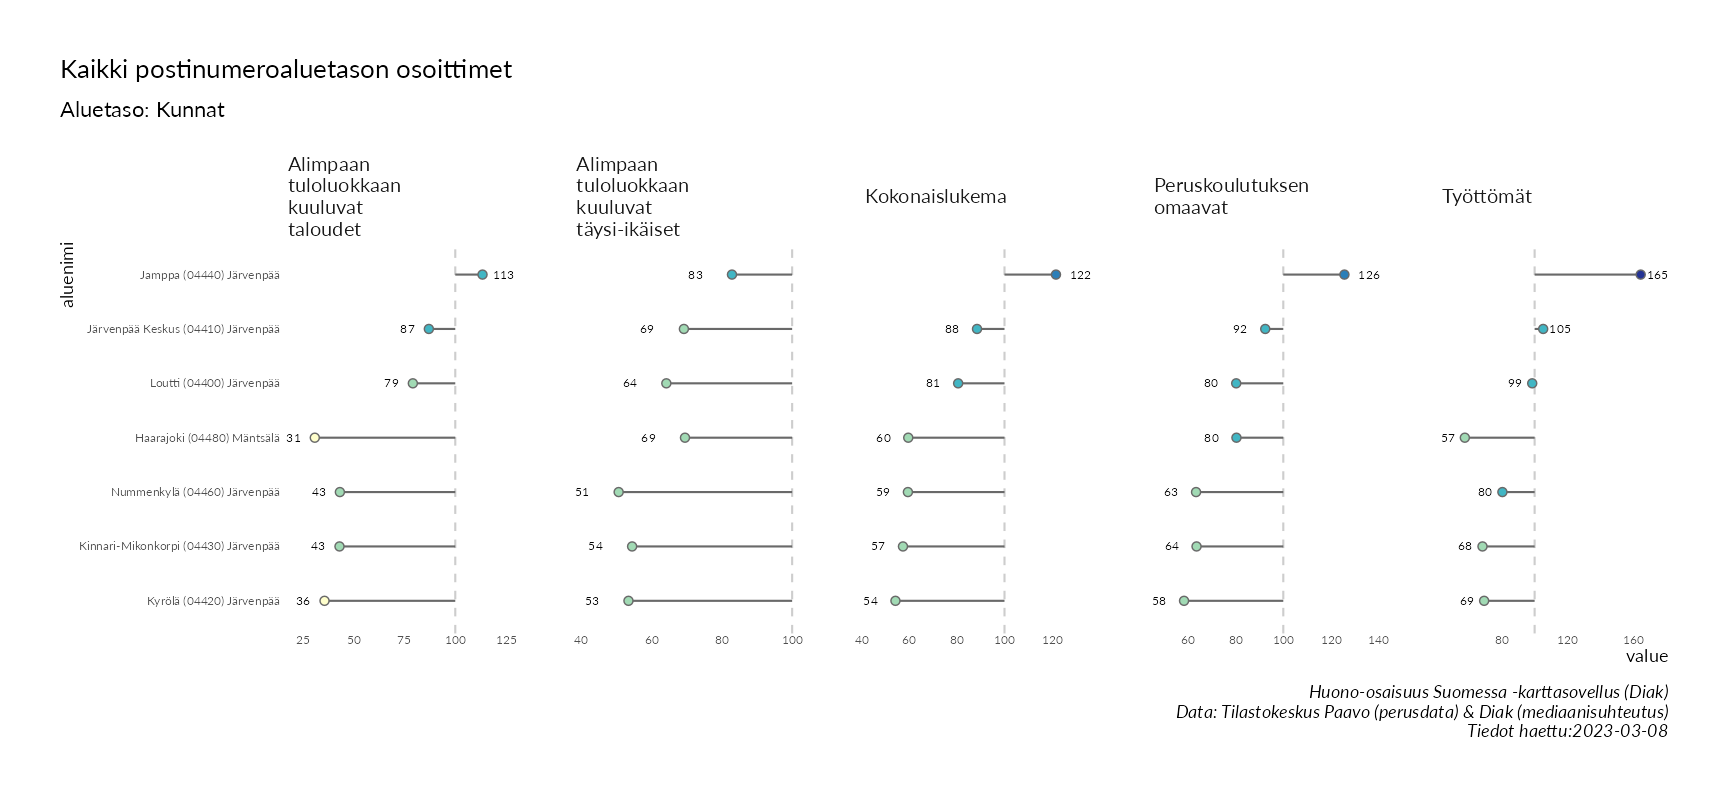 Kaikki postinumeroaluetason osoittimet
Aluetaso: Kunnat
Alimpaan
tuloluokkaan
kuuluvat
taloudet
Alimpaan
tuloluokkaan
kuuluvat
täysi-ikäiset
Kokonaislukema
Peruskoulutuksen
omaavat
Työttömät
aluenimi
Jamppa (04440) Järvenpää 113 83 122 126 165
Järvenpää Keskus (04410) Järvenpää 87 69 88 92 105
Loutti (04400) Järvenpää 79 64 81 80 99
Haarajoki (04480) Mäntsälä 31 69 60 80 57
Nummenkylä (04460) Järvenpää 43 51 59 63 80
Kinnari-Mikonkorpi (04430) Järvenpää 43 54 57 64 68
Kyrölä (04420) Järvenpää 36 53 54 58 69
25 50 75 100 125 40 60 80 100 40 60 80 100 120 60 80 100 120 140 80 120 160
value
Huono-osaisuus Suomessa -karttasovellus (Diak)
Data: Tilastokeskus Paavo (perusdata) & Diak (mediaanisuhteutus)
Tiedot haettu:2023-03-08